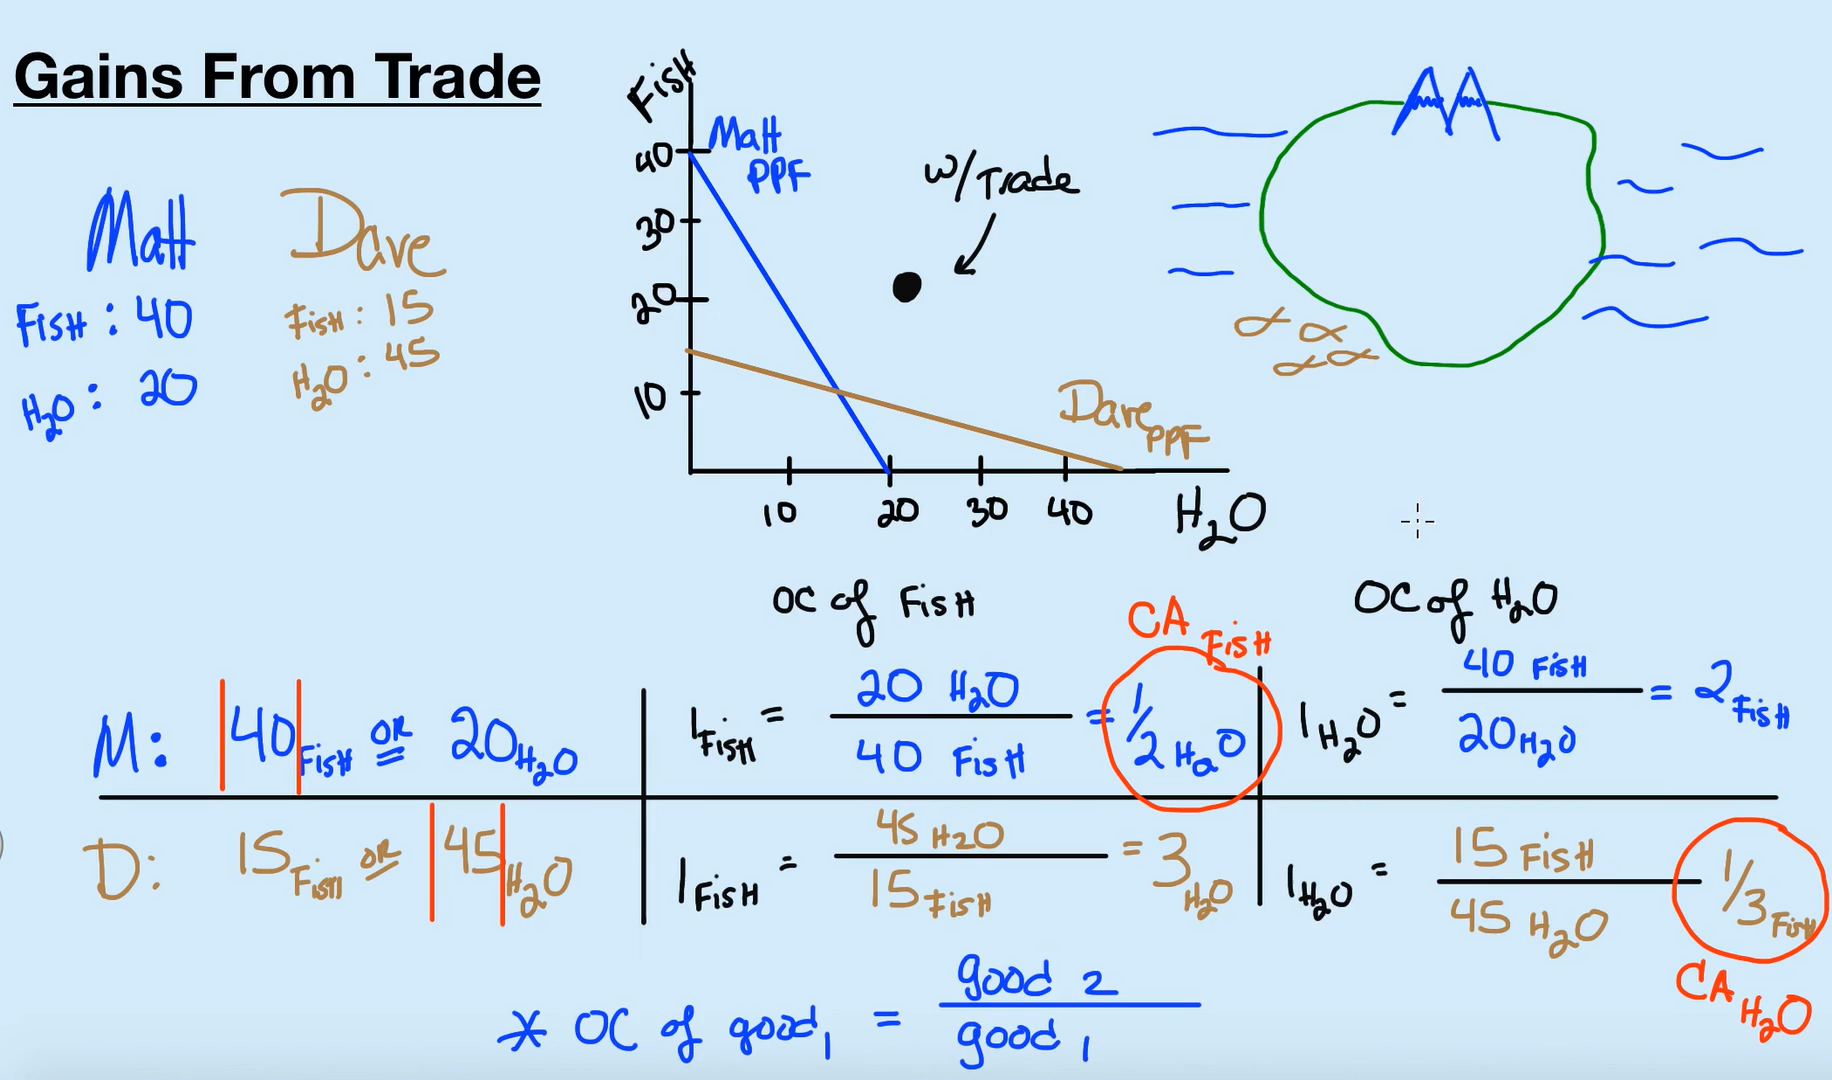 Gains From Trade
Matt
Fish : 40
H₂O : 20
Dave
Fish : 15
H₂O : 45
Fish
40
30
20
10
Matt
PPF
w/Trade
Dave PPF
10 20 30 40 H₂O
OC of Fish
CA Fish
OC of H₂O
M: 40 Fish OR 20 H₂O
1 Fish = 20 H₂O / 40 Fish = 1/2 H₂O
1 H₂O = 40 Fish / 20 H₂O = 2 Fish
D: 15 Fish OR 45 H₂O
1 Fish = 45 H₂O / 15 Fish = 3 H₂O
1 H₂O = 15 Fish / 45 H₂O 1/3 Fish
CA H₂O
* OC of good 1 = good 2 / good 1